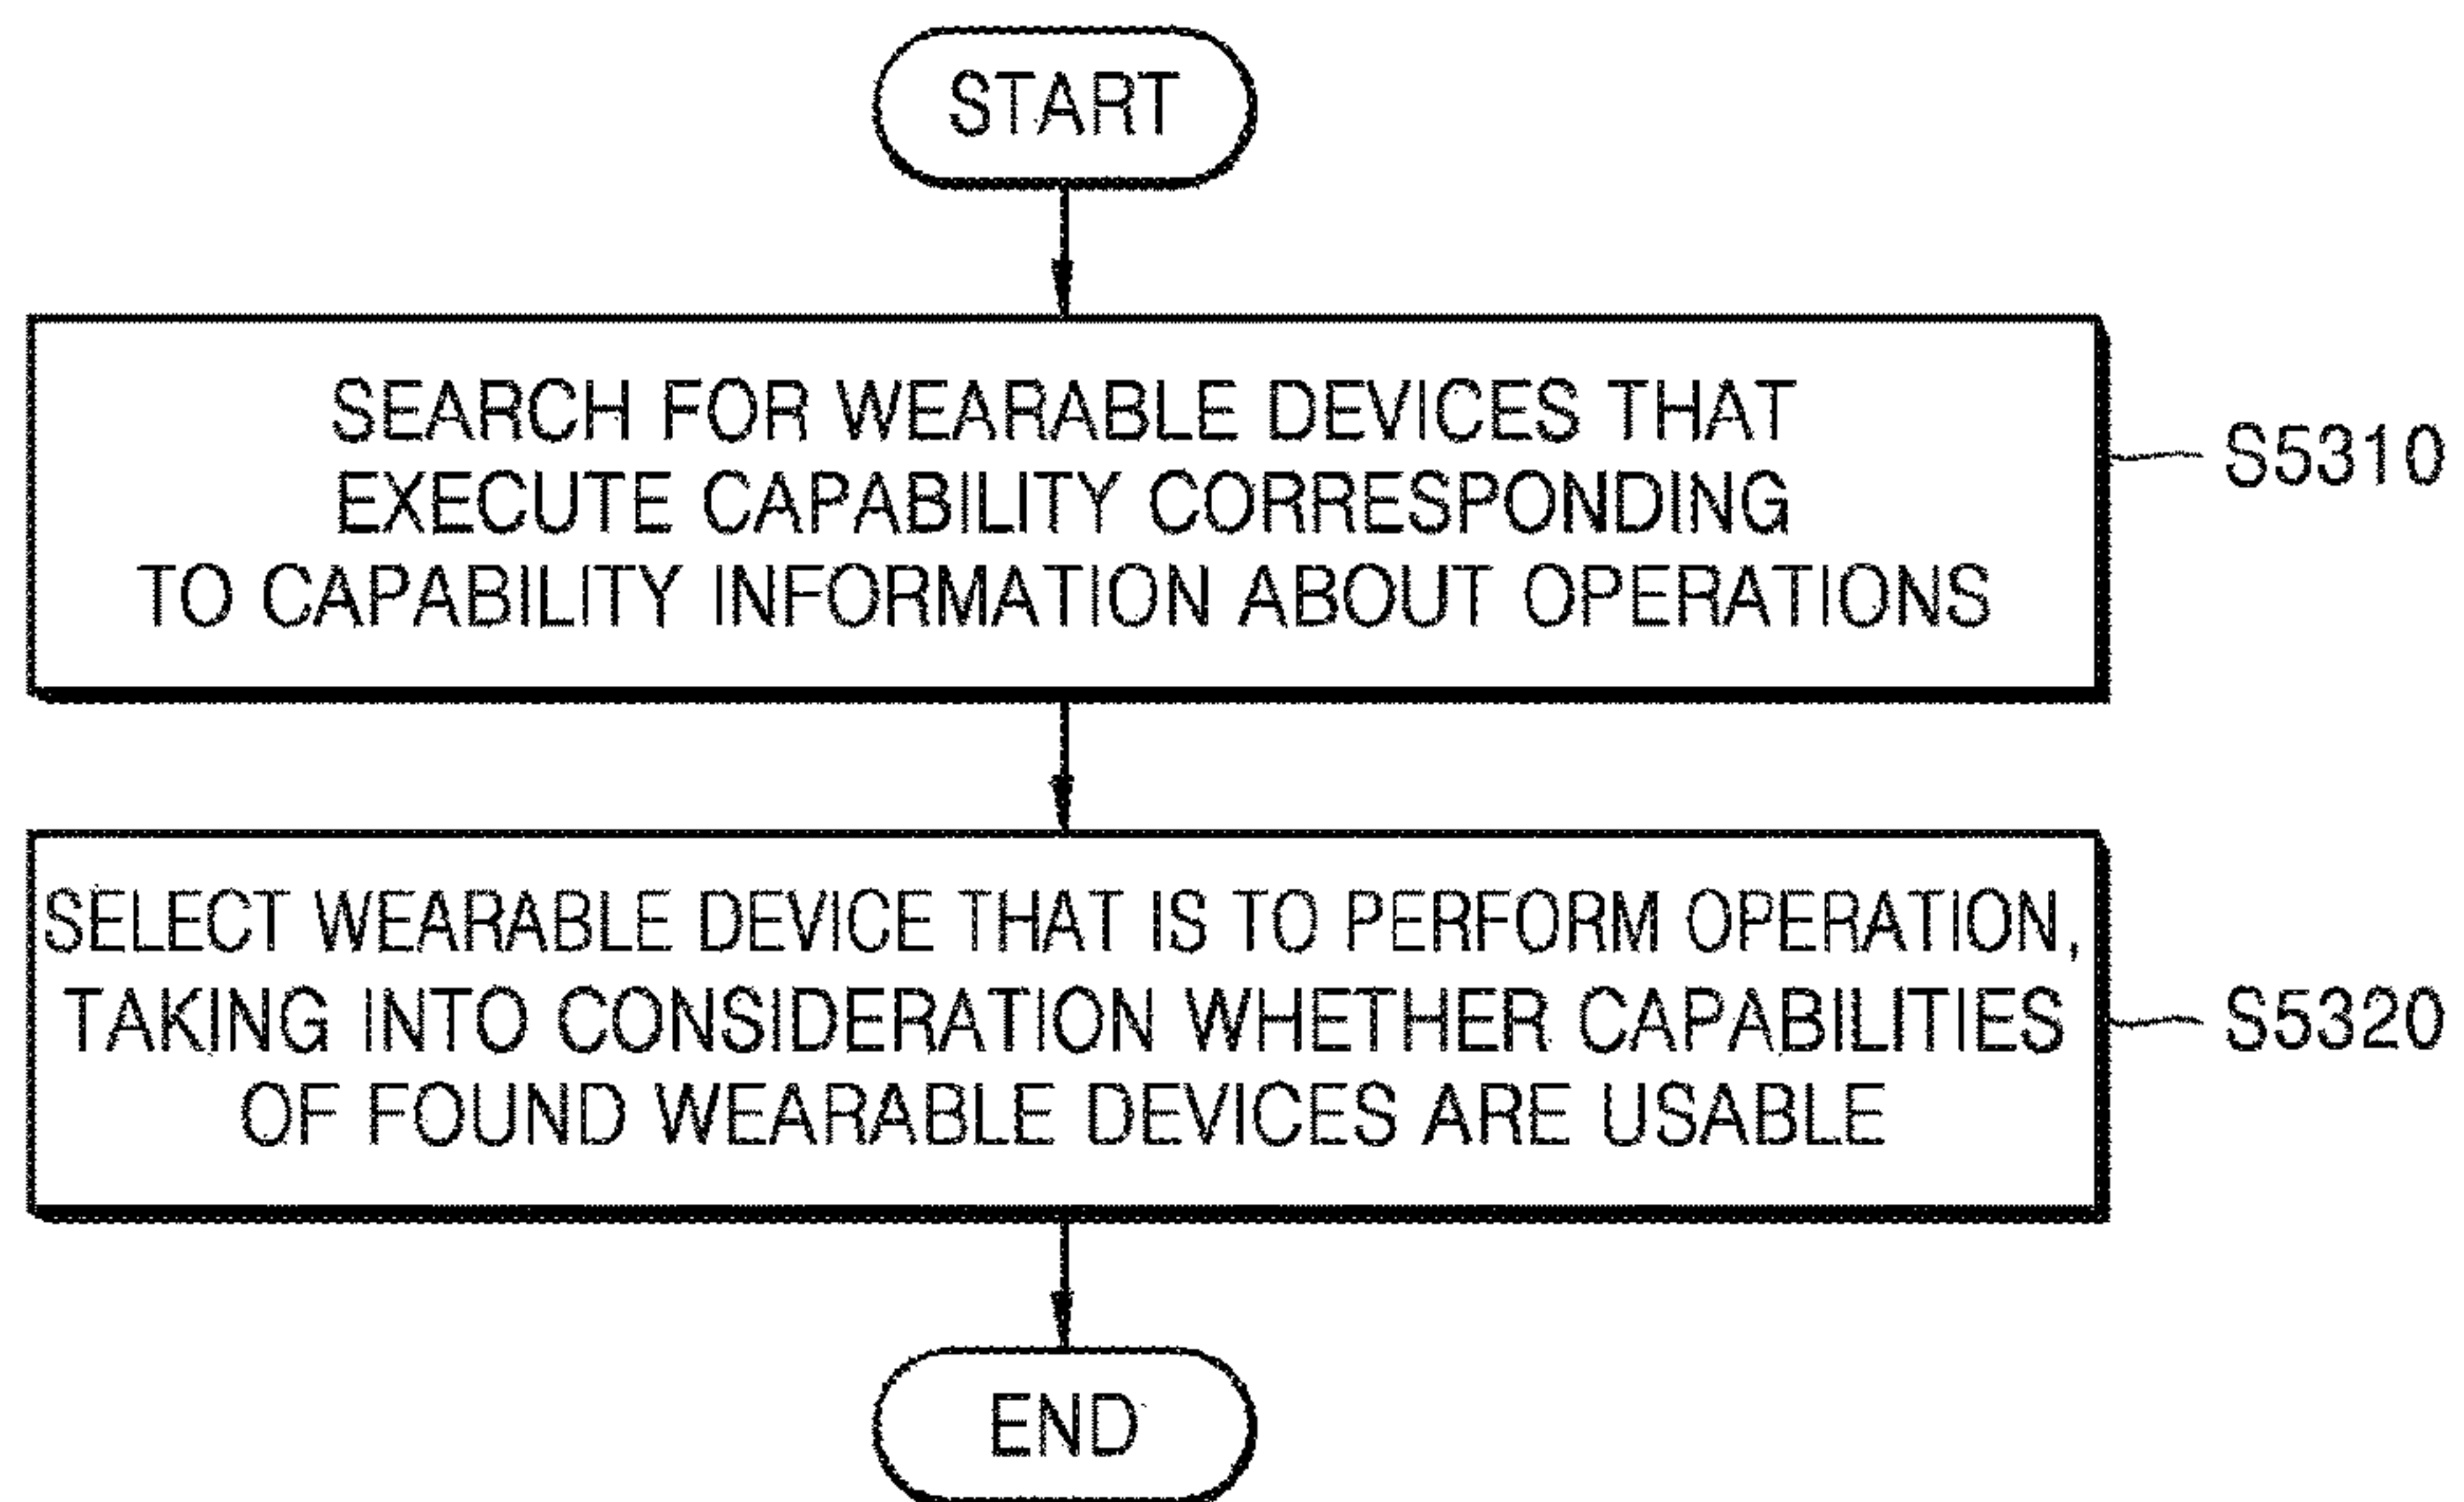 START
SEARCH FOR WEARABLE DEVICES THAT
EXECUTE CAPABILITY CORRESPONDING
TO CAPABILITY INFORMATION ABOUT OPERATIONS
S5310
SELECT WEARABLE DEVICE THAT IS TO PERFORM OPERATION,
TAKING INTO CONSIDERATION WHETHER CAPABILITIES
OF FOUND WEARABLE DEVICES ARE USABLE
S5320
END